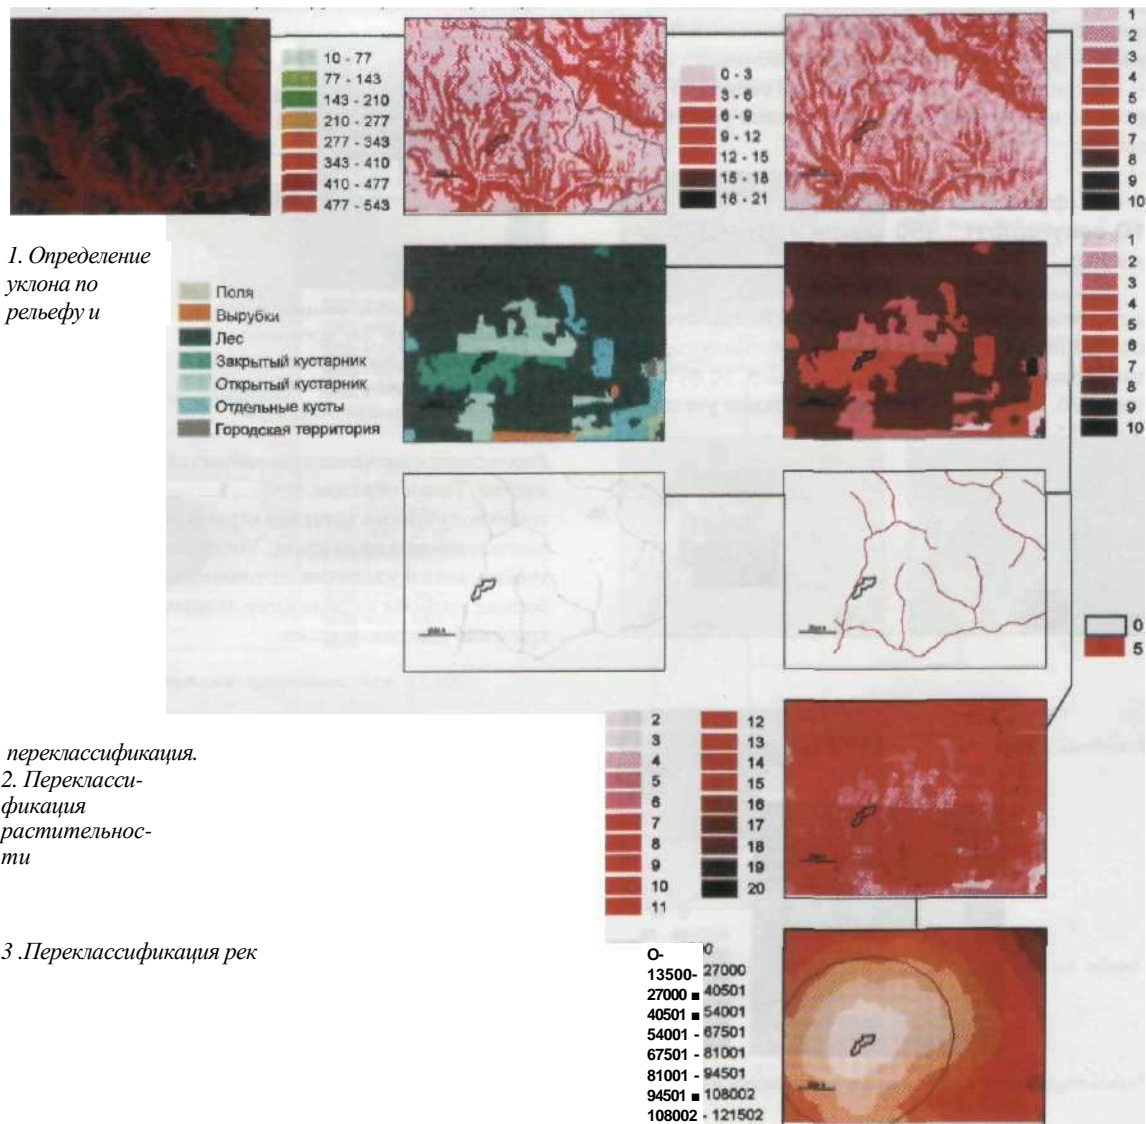 10 - 77
77 - 143
143 - 210
210 - 277
277 - 343
343 - 410
410 - 477
477 - 543
0 - 3
3 - 6
6 - 9
9 - 12
12 - 15
15 - 18
18 - 21
1
2
3
4
5
6
7
8
9
10
1. Определение
уклона по
рельефу и
Поля
Вырубки
Лес
Закрытый кустарник
Открытый кустарник
Отдельные кусты
Городская территория
1
2
3
4
5
6
7
8
9
10
0
5
переклассификация.
2. Перекласси-
фикация
растительнос-
ти
2
3
4
5
6
7
8
9
10
11
12
13
14
15
16
17
18
19
20
3 .Переклассификация рек
О-
13500- 27000
27000 ■ 40501
40501 ■ 54001
54001 - 67501
67501 - 81001
81001 - 94501
94501 ■ 108002
108002 - 121502